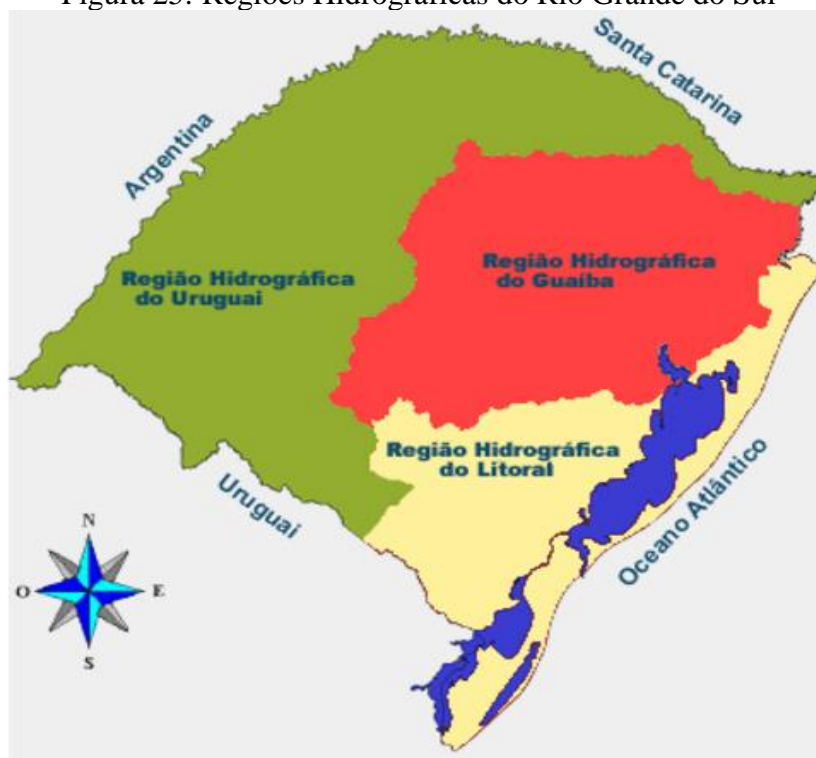 Figura 25: Regiões Hidrográficas do Rio Grande do Sul
Santa Catarina
Argentina
Região Hidrográfica
do Uruguai
Região Hidrográfica
do Guaíba
Região Hidrográfica
do Litoral
Uruguai
Oceano Atlântico
N
O
E
S